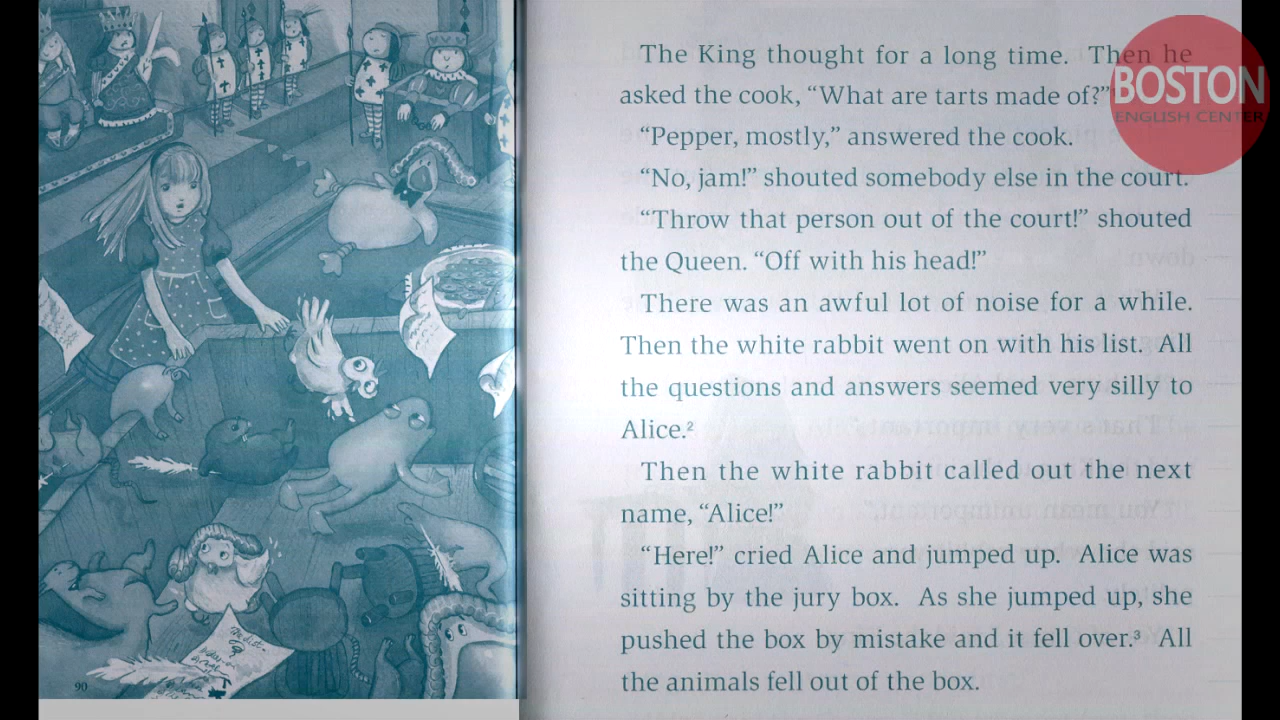 The King thought for a long time. Then he
asked the cook, “What are tarts made of?”
“Pepper, mostly,” answered the cook.
“No, jam!” shouted somebody else in the court.
“Throw that person out of the court!” shouted
the Queen. “Off with his head!”
There was an awful lot of noise for a while.
Then the white rabbit went on with his list. All
the questions and answers seemed very silly to
Alice.²
Then the white rabbit called out the next
name, “Alice!”
“Here!” cried Alice and jumped up. Alice was
sitting by the jury box. As she jumped up, she
pushed the box by mistake and it fell over.³ All
the animals fell out of the box.
90
BOSTON
ENGLISH CENTER